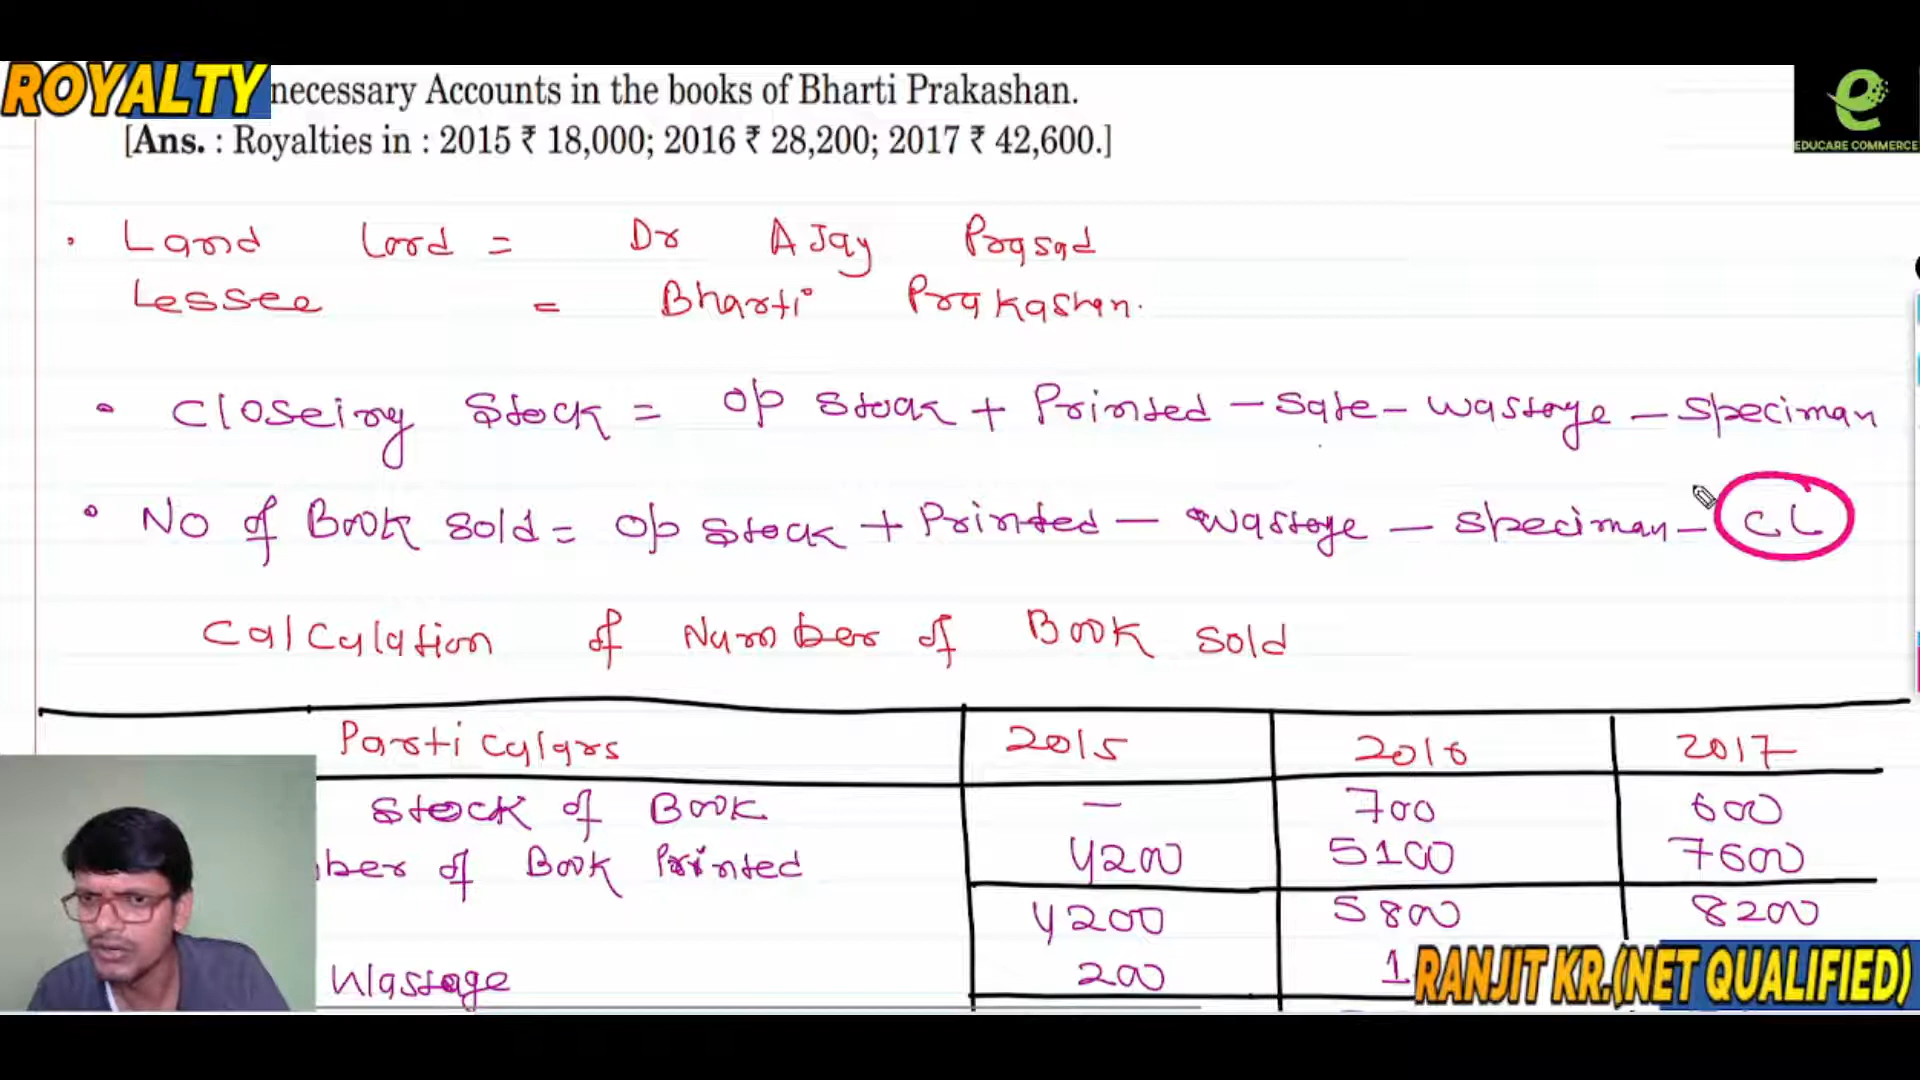 ROYALTY necessary Accounts in the books of Bharti Prakashan.
[Ans. : Royalties in : 2015 ₹ 18,000; 2016 ₹ 28,200; 2017 ₹ 42,600.]
EDUCARE COMMERCE
Land Lord = Dr Ajay Prasad
Lessee = Bharti Prakashan.
Closeing Stock = op Stock + Printed - Sale - Wastage - Speciman
No of Book Sold = op Stock + Printed - Wastage - Speciman - CL
Calculation of Number of Book Sold
Particulars 2015 2016 2017
Stock of Book - 700 600
ber of Book Printed 4200 5100 7600
4200 5800 8200
Wastage 200 1
RANJIT KR.(NET QUALIFIED)